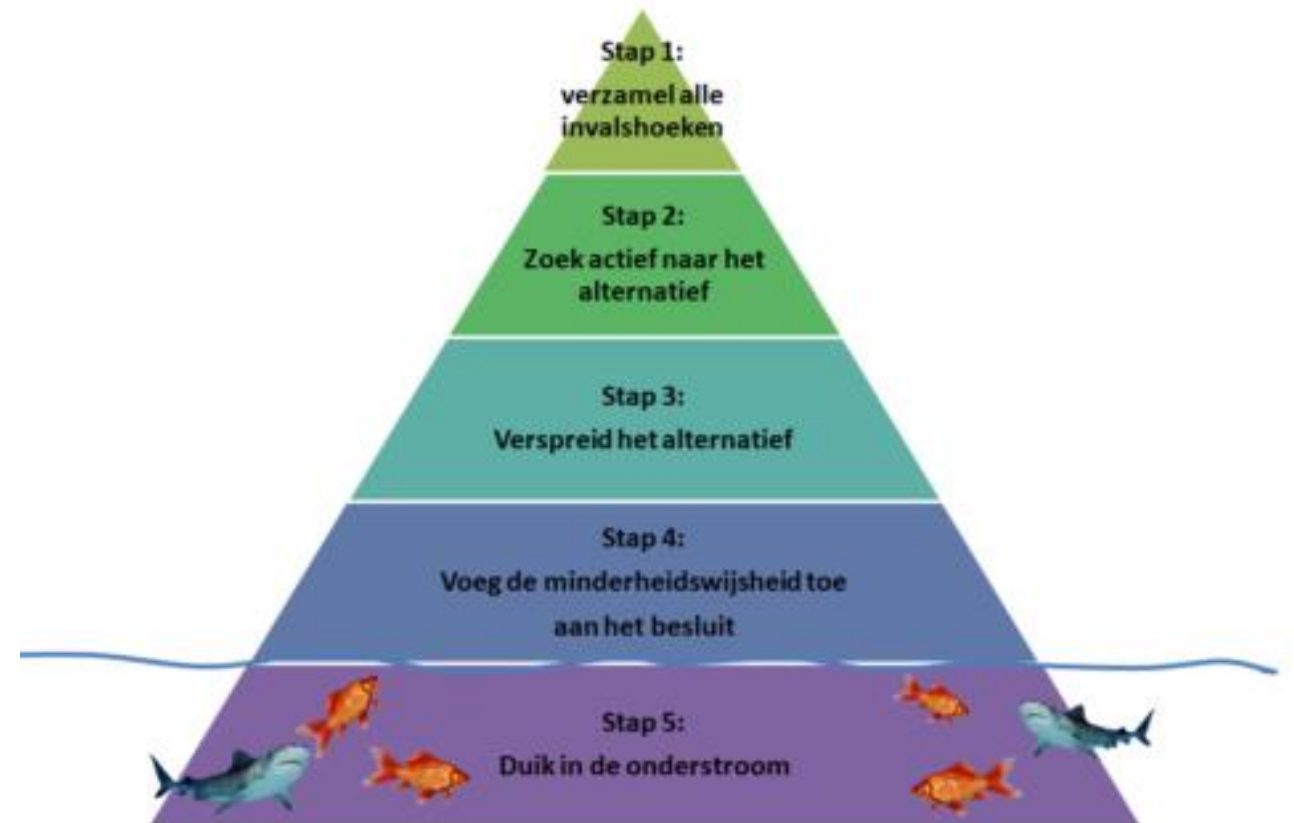 Stap 1:
verzamel alle
invalshoeken
Stap 2:
Zoek actief naar het
alternatief
Stap 3:
Verspreid het alternatief
Stap 4:
Voeg de minderheidswijsheid toe
aan het besluit
Stap 5:
Duik in de onderstroom